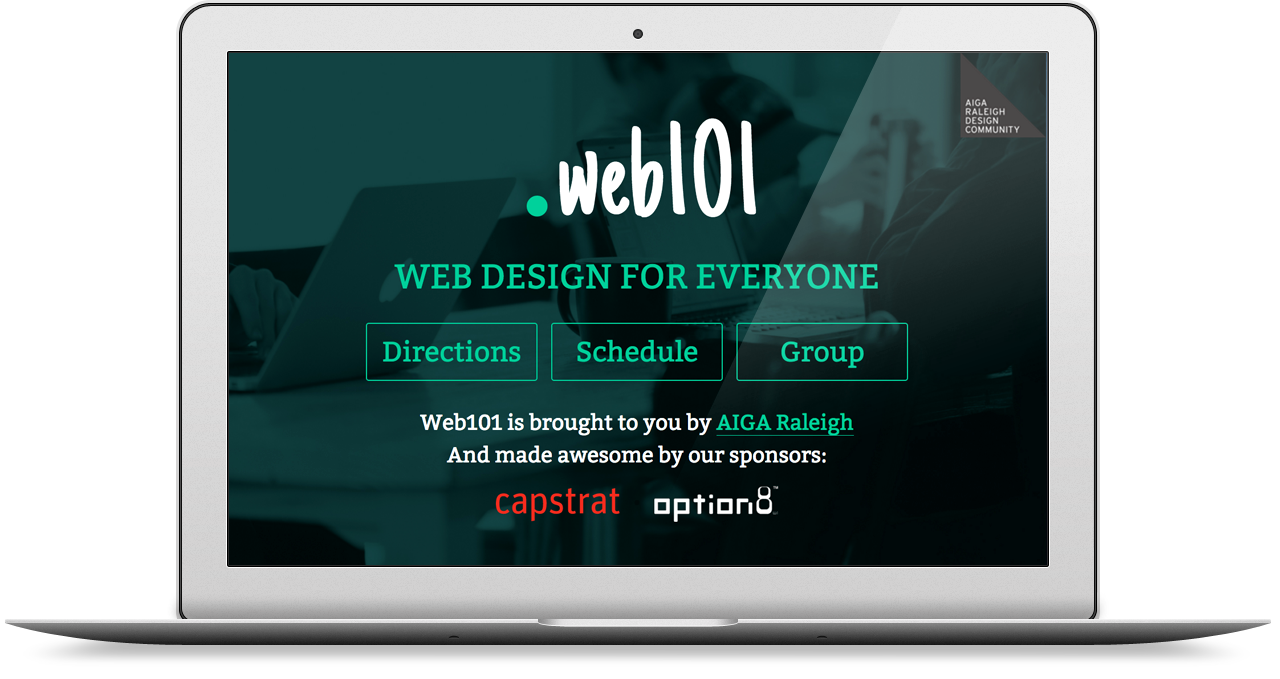 AIGA
RALEIGH
DESIGN
COMMUNITY
.web101
WEB DESIGN FOR EVERYONE
Directions Schedule Group
Web101 is brought to you by AIGA Raleigh
And made awesome by our sponsors:
capstrat option8™